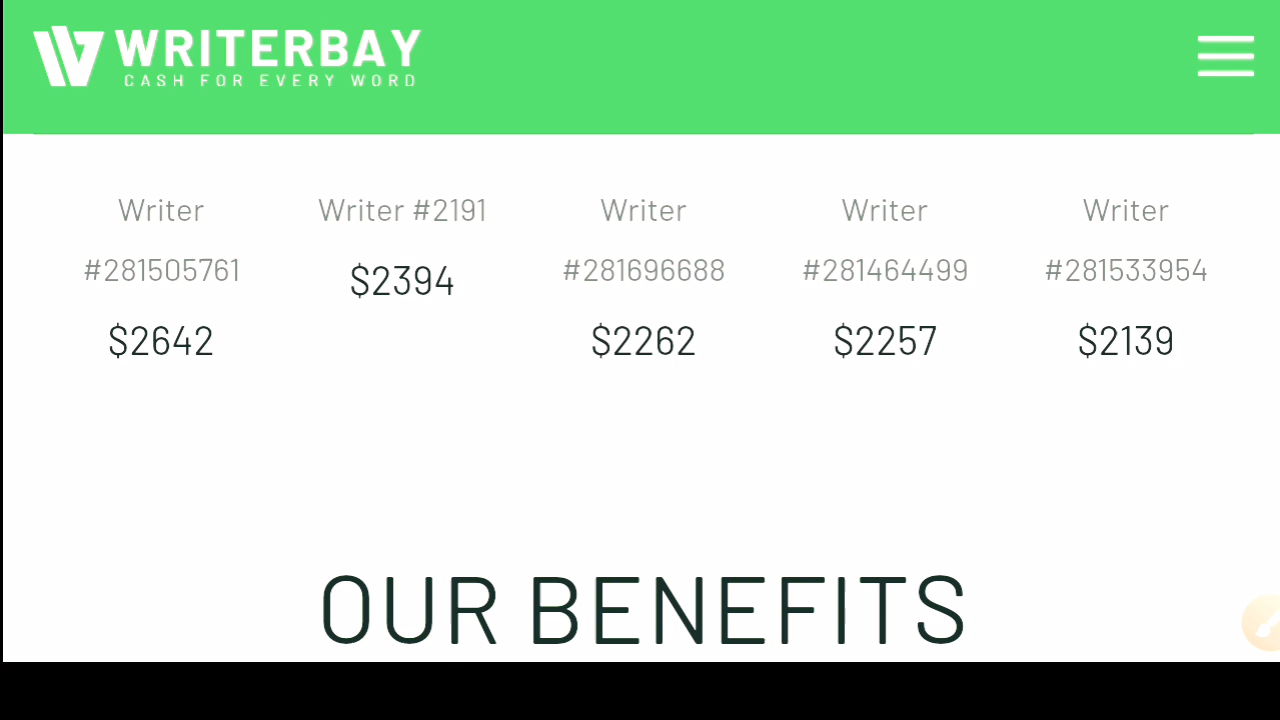 WRITERBAY
CASH FOR EVERY WORD
Writer
#281505761
$2642
Writer #2191
$2394
Writer
#281696688
$2262
Writer
#281464499
$2257
Writer
#281533954
$2139
OUR BENEFITS